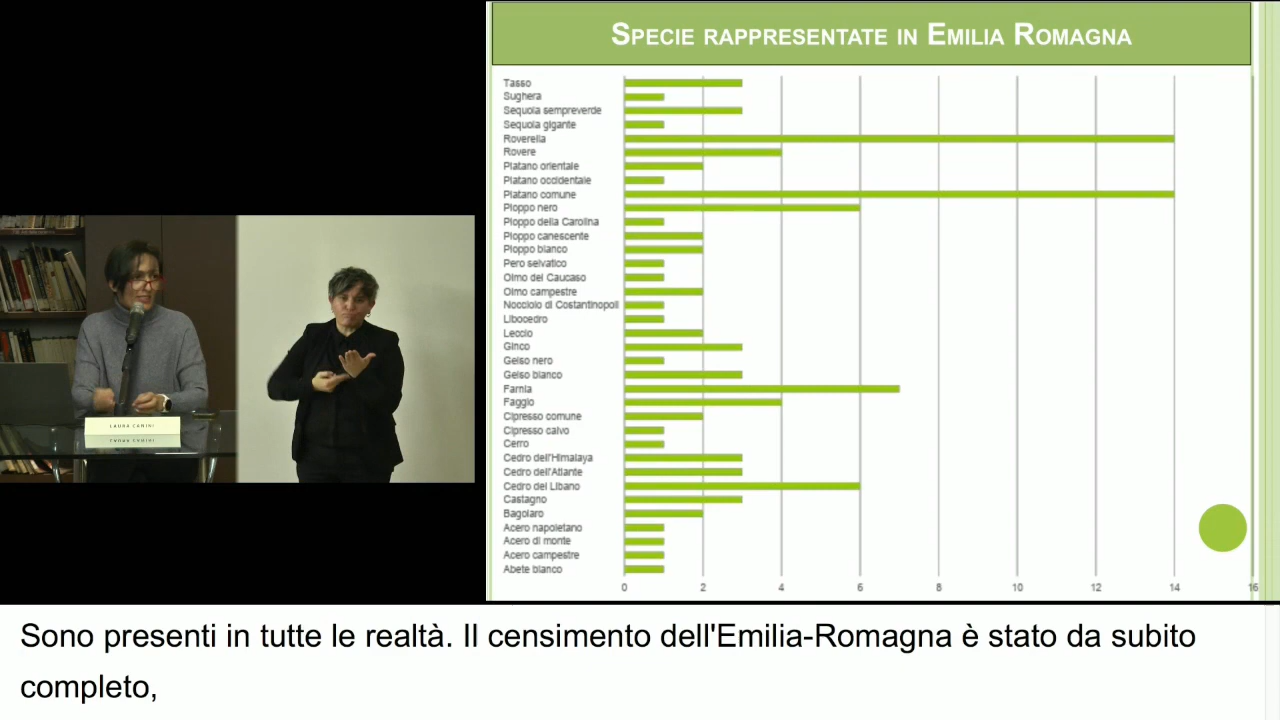 SPECIE RAPPRESENTATE IN EMILIA ROMAGNA
Tasso
Sughera
Sequoia sempreverde
Sequoia gigante
Roverella
Rovere
Platano orientale
Platano occidentale
Platano comune
Pioppo nero
Pioppo della Carolina
Pioppo canescente
Pioppo bianco
Pero selvatico
Olmo del Caucaso
Olmo campestre
Nocciolo di Costantinopoli
Libocedro
Leccio
Ginco
Gelso nero
Gelso bianco
Farnia
Faggio
Cipresso comune
Cipresso calvo
Cerro
Cedro dell'Himalaya
Cedro dell'Atlante
Cedro del Libano
Castagno
Bagolaro
Acero napoletano
Acero di monte
Acero campestre
Abete bianco
0 2 4 6 8 10 12 14 16
LAURA CANINI
Sono presenti in tutte le realtà. Il censimento dell'Emilia-Romagna è stato da subito
completo,